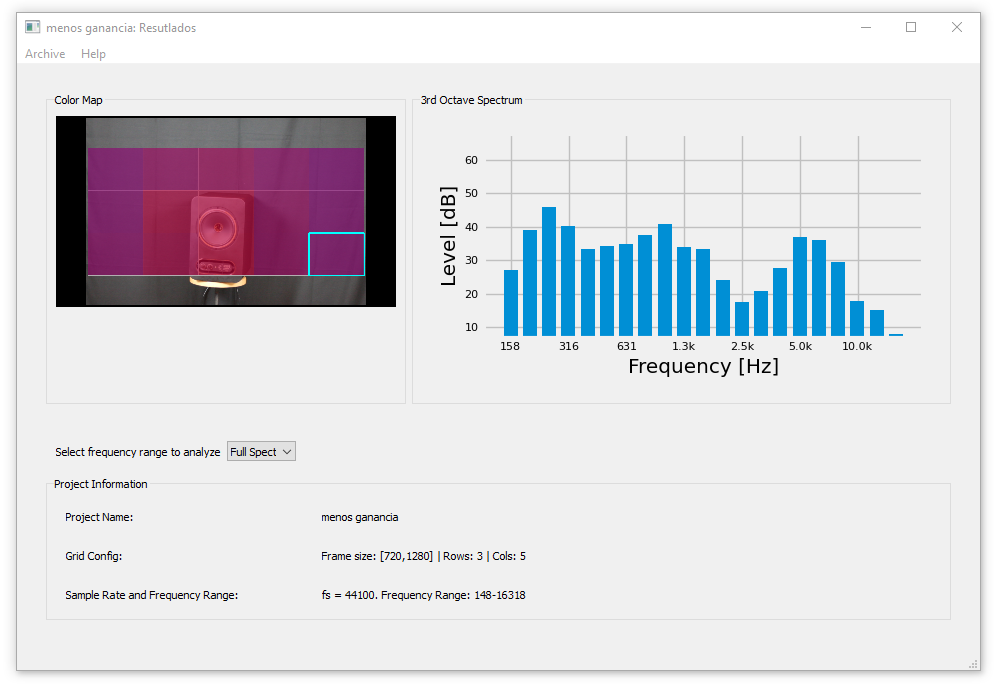 menos ganancia: Resutlados
Archive Help
Color Map
3rd Octave Spectrum
60
50
40
30
20
10
Level [dB]
158 316 631 1.3k 2.5k 5.0k 10.0k
Frequency [Hz]
Select frequency range to analyze Full Spect
Project Information
Project Name: menos ganancia
Grid Config: Frame size: [720,1280] | Rows: 3 | Cols: 5
Sample Rate and Frequency Range: fs = 44100. Frequency Range: 148-16318